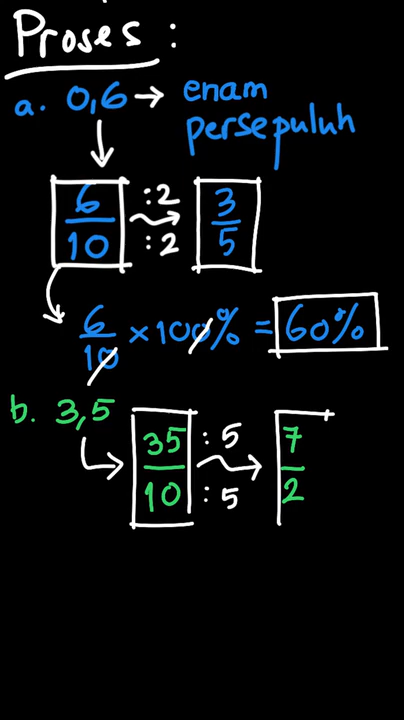 Proses :
a. 0,6 → enam
persepuluh
6/10 :2 :2 → 3/5
6/10 × 100% = 60%
b. 3,5
35/10 : 5 : 5 → 7/2